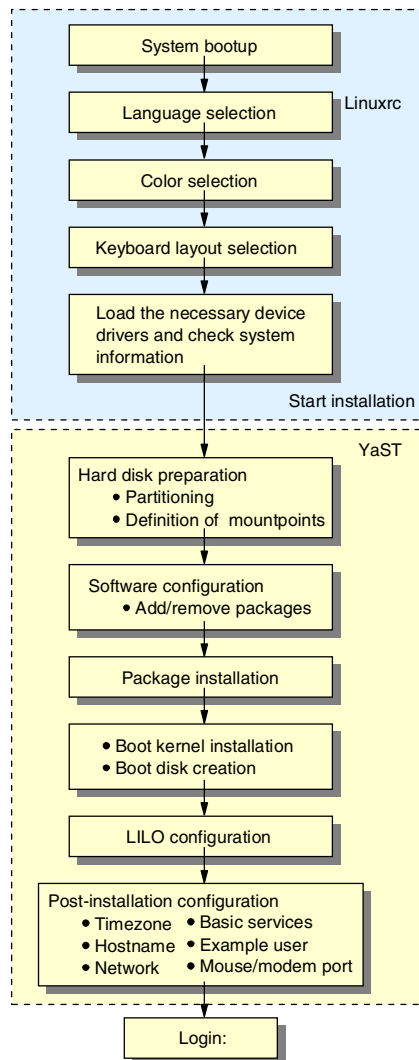 System bootup
Language selection
Linuxrc
Color selection
Keyboard layout selection
Load the necessary device
drivers and check system
information
Start installation
YaST
Hard disk preparation
• Partitioning
• Definition of mountpoints
Software configuration
• Add/remove packages
Package installation
• Boot kernel installation
• Boot disk creation
LILO configuration
Post-installation configuration
• Timezone • Basic services
• Hostname • Example user
• Network • Mouse/modem port
Login: